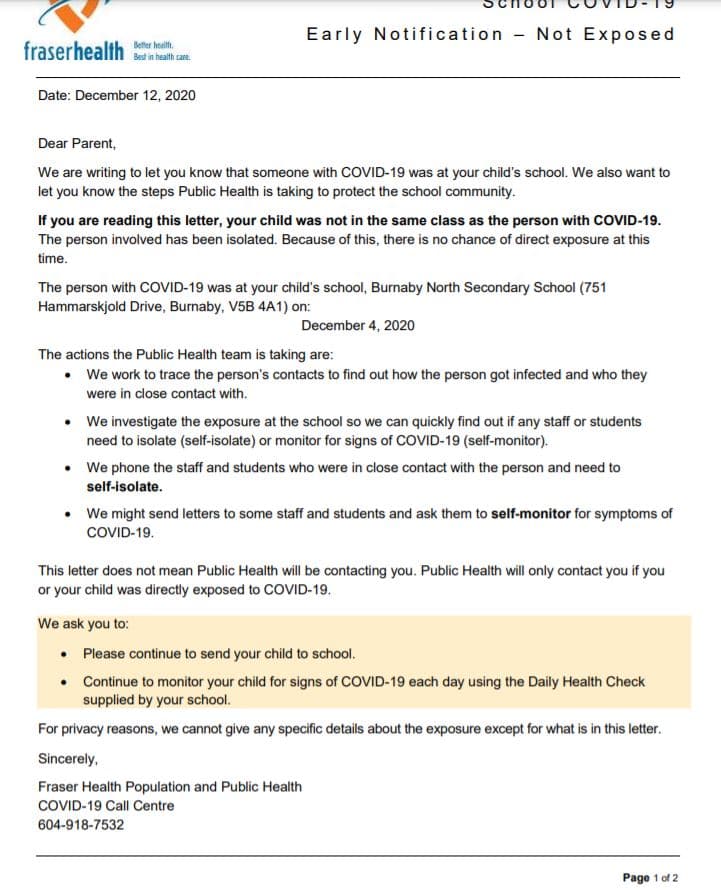 School COVID-19
Early Notification – Not Exposed
fraserhealth Better health.
Best in health care.
Date: December 12, 2020
Dear Parent,
We are writing to let you know that someone with COVID-19 was at your child's school. We also want to
let you know the steps Public Health is taking to protect the school community.
If you are reading this letter, your child was not in the same class as the person with COVID-19.
The person involved has been isolated. Because of this, there is no chance of direct exposure at this
time.
The person with COVID-19 was at your child's school, Burnaby North Secondary School (751
Hammarskjold Drive, Burnaby, V5B 4A1) on:
December 4, 2020
The actions the Public Health team is taking are:
• We work to trace the person's contacts to find out how the person got infected and who they
were in close contact with.
• We investigate the exposure at the school so we can quickly find out if any staff or students
need to isolate (self-isolate) or monitor for signs of COVID-19 (self-monitor).
• We phone the staff and students who were in close contact with the person and need to
self-isolate.
• We might send letters to some staff and students and ask them to self-monitor for symptoms of
COVID-19.
This letter does not mean Public Health will be contacting you. Public Health will only contact you if you
or your child was directly exposed to COVID-19.
We ask you to:
• Please continue to send your child to school.
• Continue to monitor your child for signs of COVID-19 each day using the Daily Health Check
supplied by your school.
For privacy reasons, we cannot give any specific details about the exposure except for what is in this letter.
Sincerely,
Fraser Health Population and Public Health
COVID-19 Call Centre
604-918-7532
Page 1 of 2